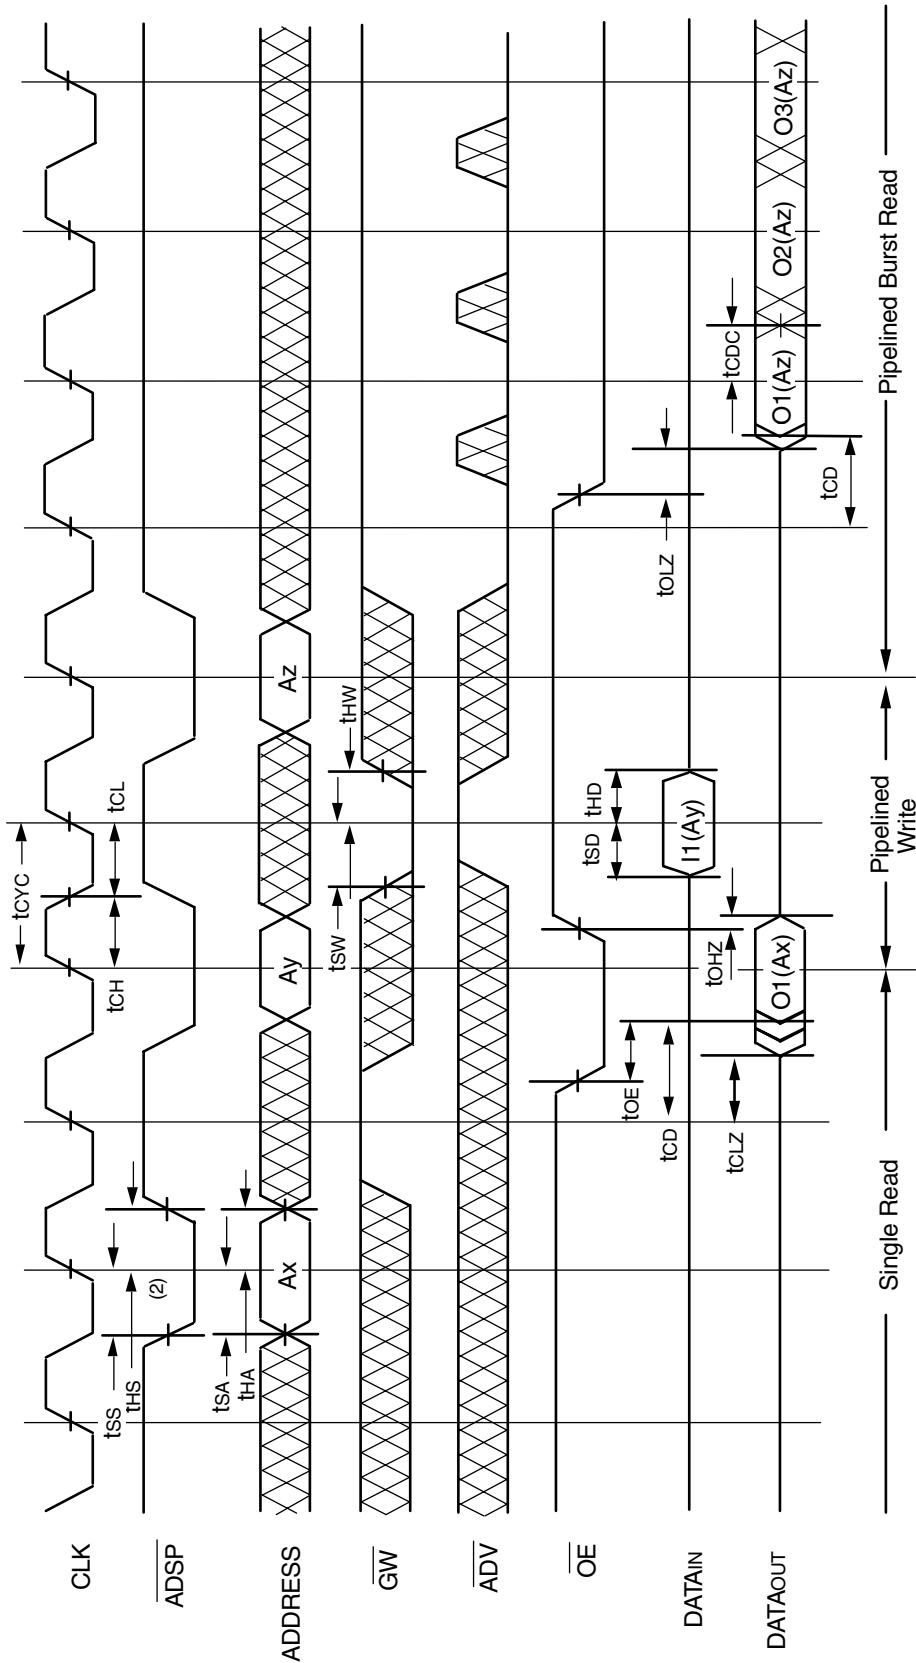 CLK
tCYC
tCH
tCL
ADSP
tSS
tHS
(2)
ADDRESS
tSA
tHA
Ax
Ay
Az
GW
tSW
tHW
ADV
OE
tOE
tOHZ
tOLZ
DATAIN
tCD
tSD
tHD
I1(Ay)
DATAOUT
tCLZ
O1(Ax)
tCD
tCDC
O1(Az)
O2(Az)
O3(Az)
Single Read
Pipelined
Write
Pipelined Burst Read